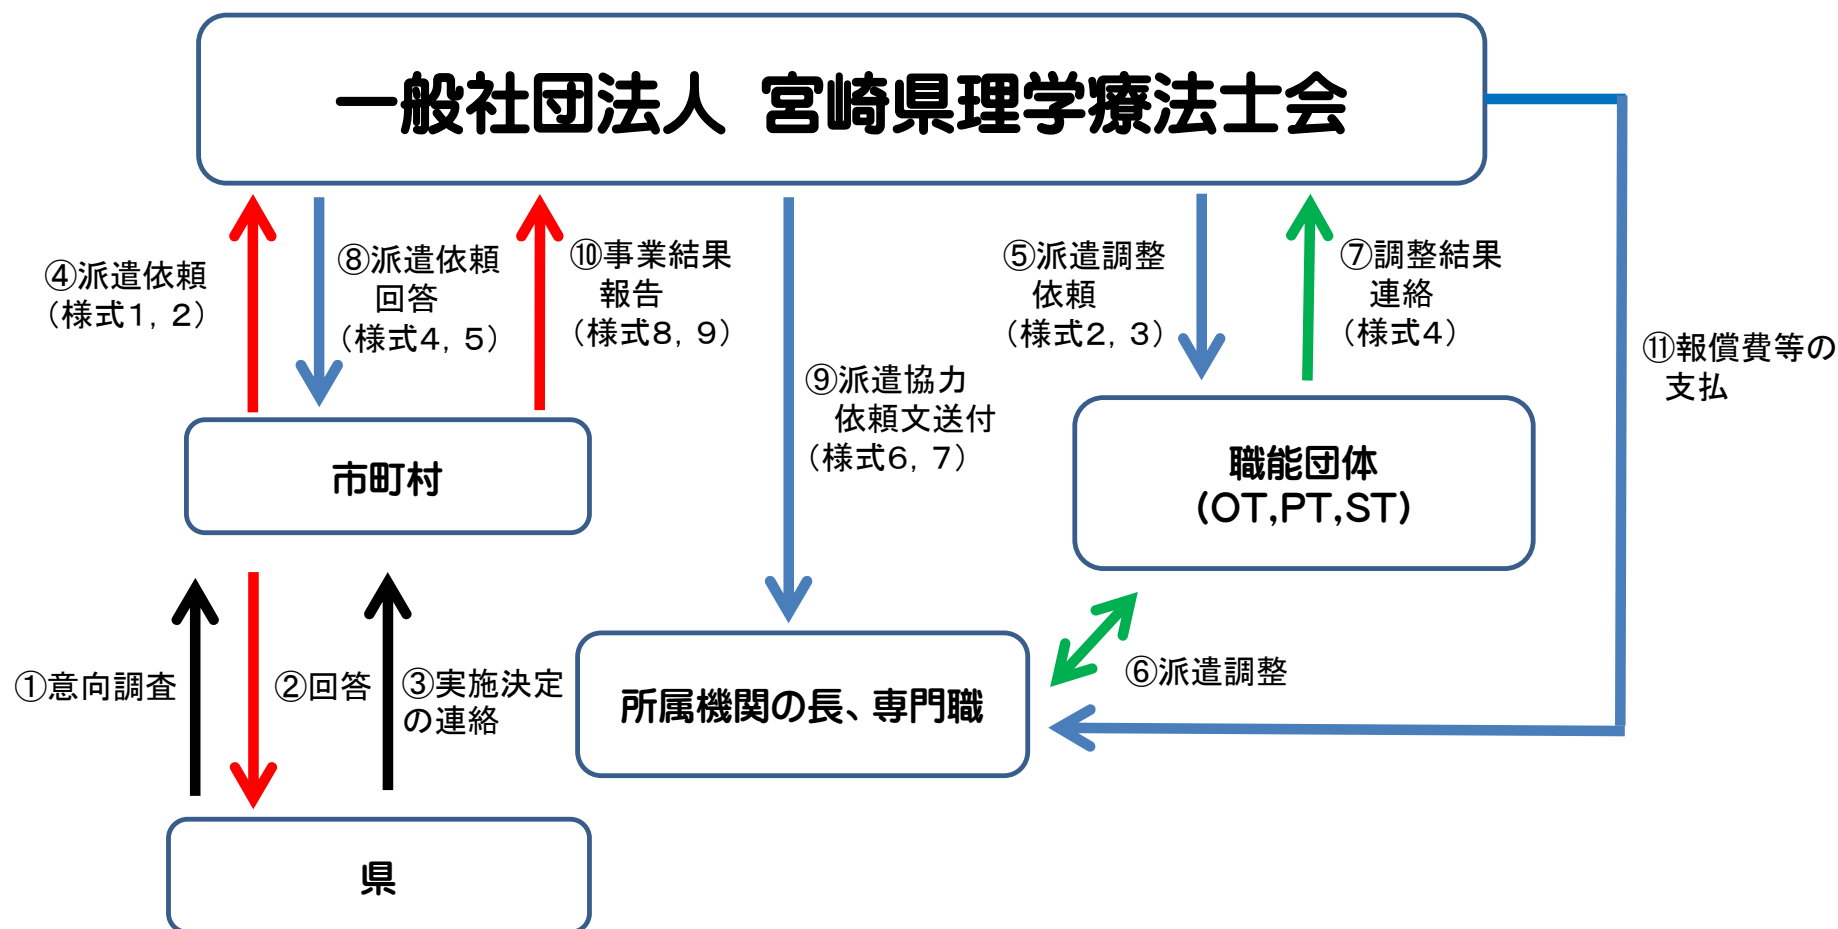 一般社団法人 宮崎県理学療法士会
④派遣依頼
（様式1，2）
⑧派遣依頼
回答
（様式4，5）
⑩事業結果
報告
（様式8，9）
⑨派遣協力
依頼文送付
（様式6，7）
⑤派遣調整
依頼
（様式2，3）
⑦調整結果
連絡
（様式4）
⑪報償費等の
支払
市町村
職能団体
(OT,PT,ST)
①意向調査
②回答
③実施決定
の連絡
所属機関の長、専門職
⑥派遣調整
県